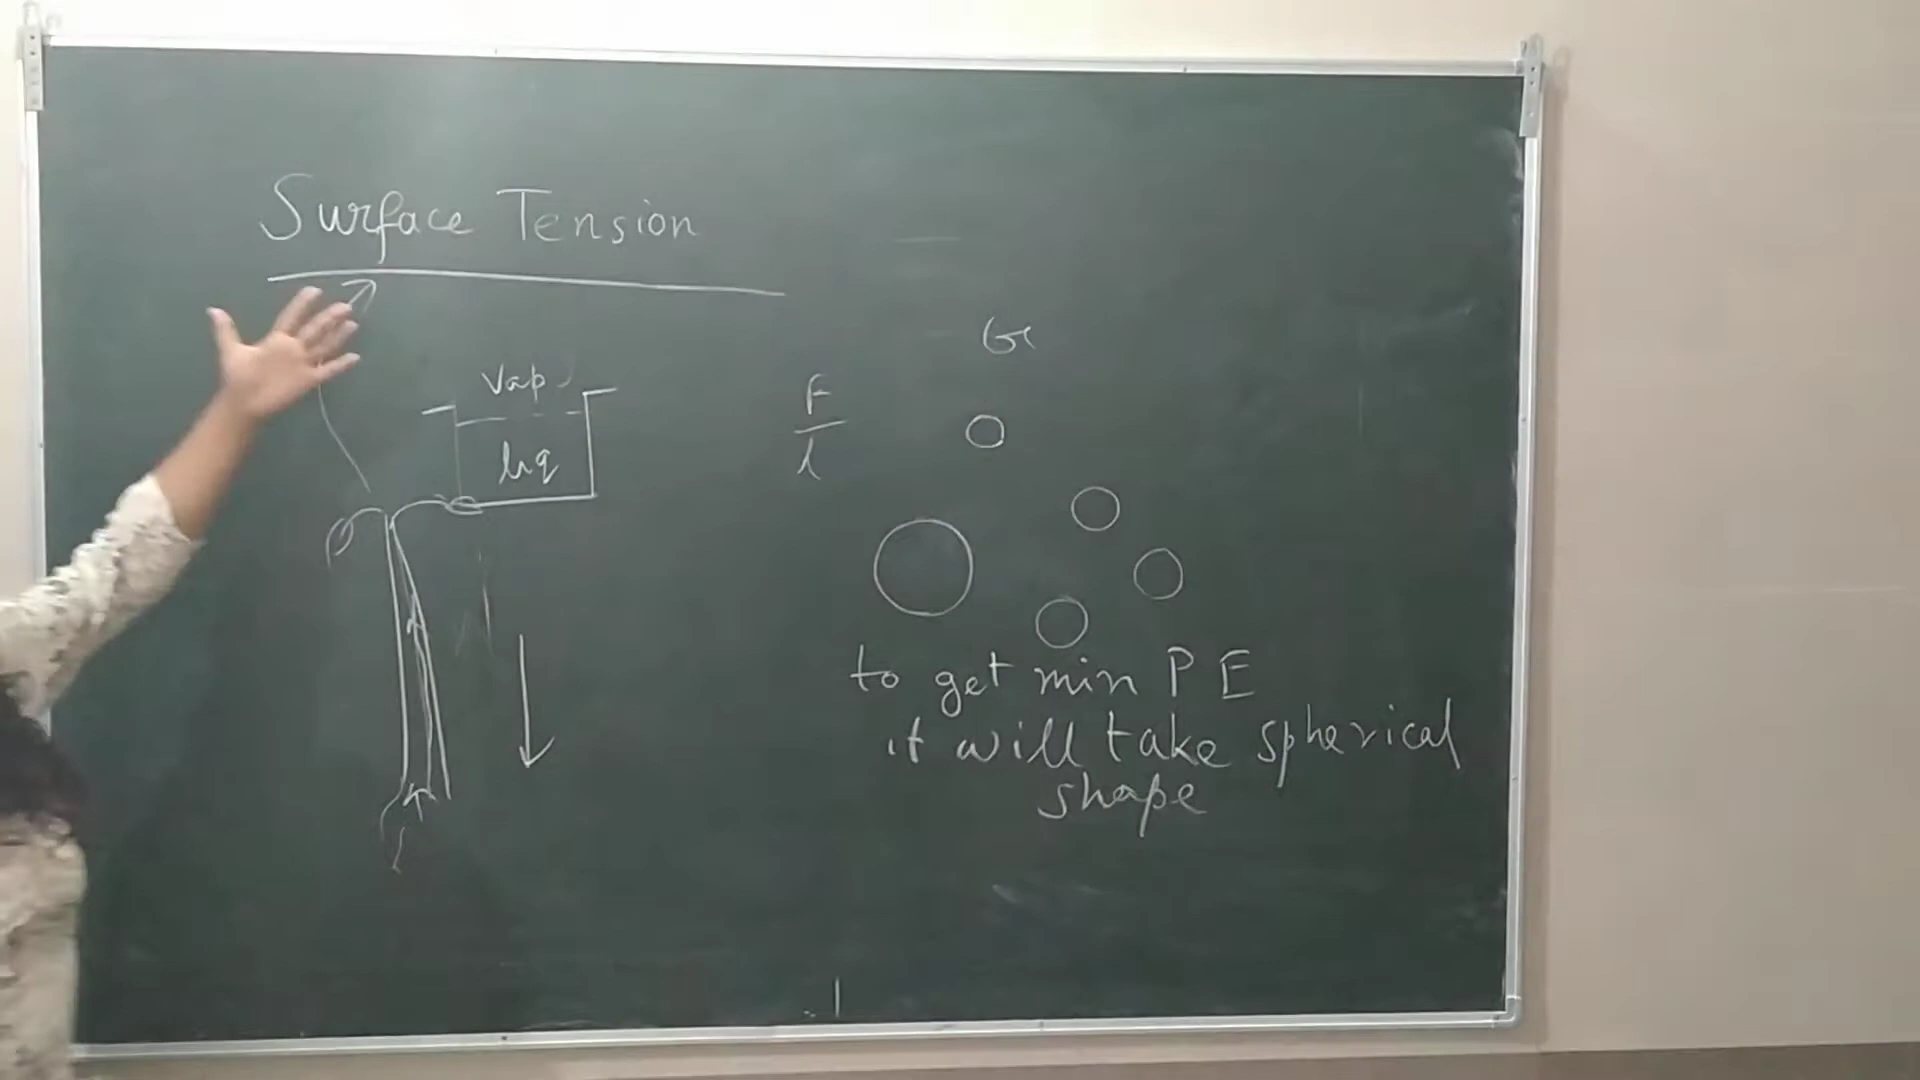 Surface Tension
Vap
liq
F
l
to get min P E
it will take spherical
shape